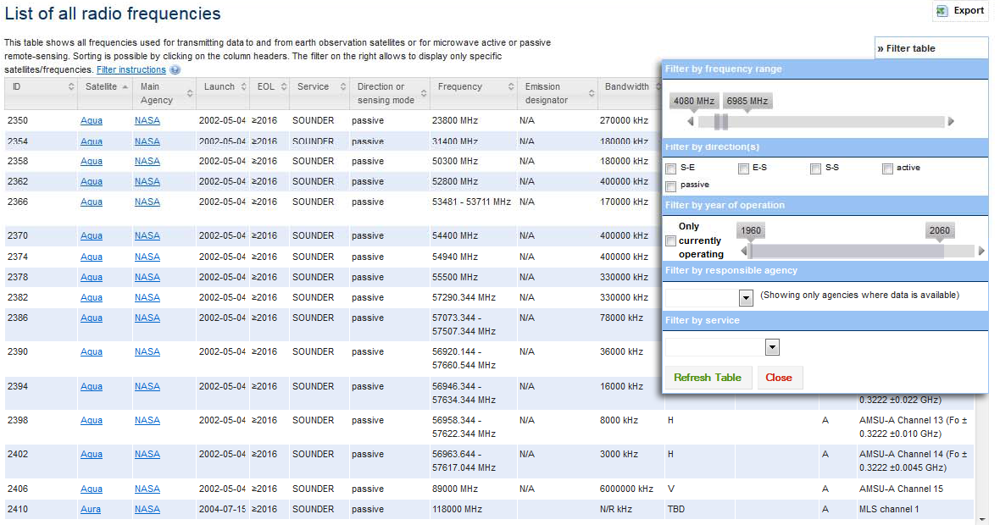 List of all radio frequencies
Export
This table shows all frequencies used for transmitting data to and from earth observation satellites or for microwave active or passive
remote-sensing. Sorting is possible by clicking on the column headers. The filter on the right allows to display only specific
satellites/frequencies. Filter instructions
» Filter table
ID Satellite Main Agency Launch EOL Service Direction or sensing mode Frequency Emission designator Bandwidth
2350 Aqua NASA 2002-05-04 ≥2016 SOUNDER passive 23800 MHz N/A 270000 kHz
2354 Aqua NASA 2002-05-04 ≥2016 SOUNDER passive 31400 MHz N/A 180000 kHz
2358 Aqua NASA 2002-05-04 ≥2016 SOUNDER passive 50300 MHz N/A 180000 kHz
2362 Aqua NASA 2002-05-04 ≥2016 SOUNDER passive 52800 MHz N/A 400000 kHz
2366 Aqua NASA 2002-05-04 ≥2016 SOUNDER passive 53481 - 53711 MHz N/A 170000 kHz
2370 Aqua NASA 2002-05-04 ≥2016 SOUNDER passive 54400 MHz N/A 400000 kHz
2374 Aqua NASA 2002-05-04 ≥2016 SOUNDER passive 54940 MHz N/A 400000 kHz
2378 Aqua NASA 2002-05-04 ≥2016 SOUNDER passive 55500 MHz N/A 330000 kHz
2382 Aqua NASA 2002-05-04 ≥2016 SOUNDER passive 57290.344 MHz N/A 330000 kHz
2386 Aqua NASA 2002-05-04 ≥2016 SOUNDER passive 57073.344 - N/A 78000 kHz
57507.344 MHz
2390 Aqua NASA 2002-05-04 ≥2016 SOUNDER passive 56920.144 - N/A 36000 kHz
57660.544 MHz
2394 Aqua NASA 2002-05-04 ≥2016 SOUNDER passive 56946.344 - N/A 16000 kHz
57634.344 MHz 0.3222 ±0.022 GHz)
2398 Aqua NASA 2002-05-04 ≥2016 SOUNDER passive 56958.344 - N/A 8000 kHz H A AMSU-A Channel 13 (Fo ±
57622.344 MHz 0.3222 ±0.010 GHz)
2402 Aqua NASA 2002-05-04 ≥2016 SOUNDER passive 56963.644 - N/A 3000 kHz H A AMSU-A Channel 14 (Fo ±
57617.044 MHz 0.3222 ±0.0045 GHz)
2406 Aqua NASA 2002-05-04 ≥2016 SOUNDER passive 89000 MHz N/A 6000000 kHz V A AMSU-A Channel 15
2410 Aura NASA 2004-07-15 ≥2016 SOUNDER passive 118000 MHz N/R kHz TBD A MLS channel 1
Filter by frequency range
4080 MHz 6985 MHz
Filter by direction(s)
S-E E-S S-S active
passive
Filter by year of operation
Only
currently
operating
1960 2060
Filter by responsible agency
(Showing only agencies where data is available)
Filter by service
Refresh Table Close